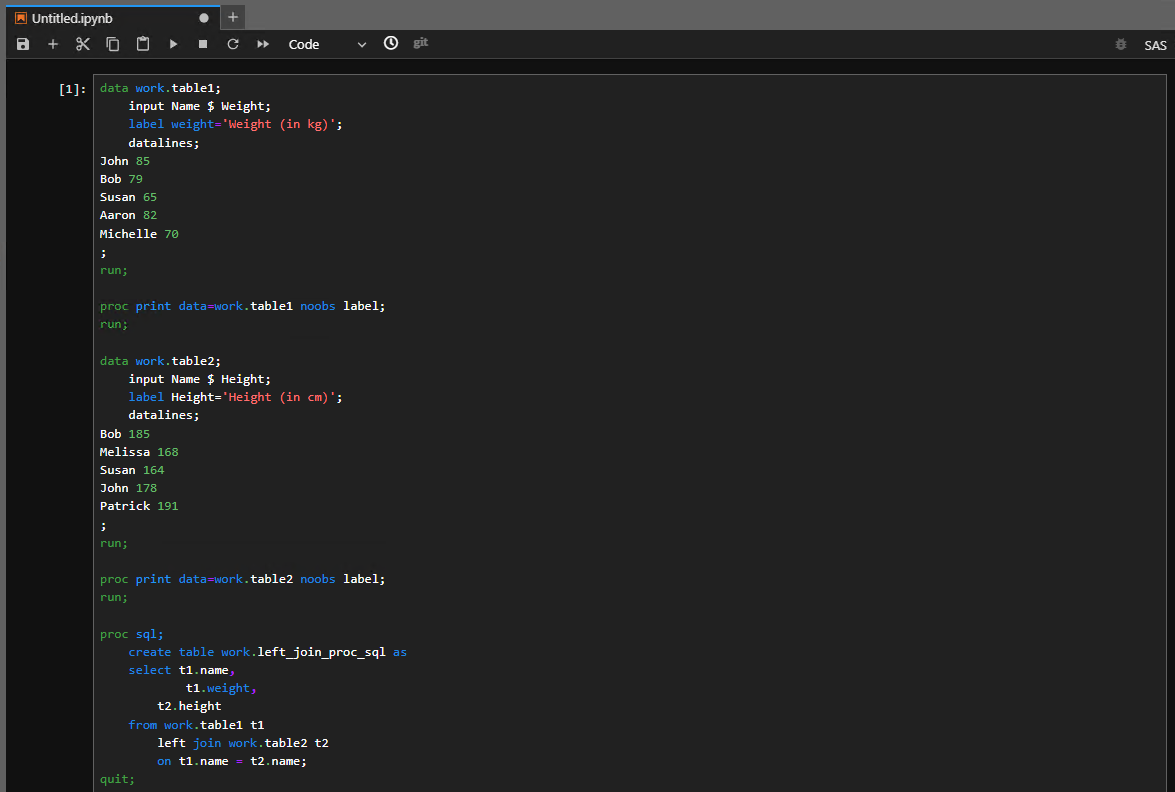 Untitled.ipynb
Code
git
SAS
[1]:
data work.table1;
    input Name $ Weight;
    label weight='Weight (in kg)';
    datalines;
John 85
Bob 79
Susan 65
Aaron 82
Michelle 70
;
run;

proc print data=work.table1 noobs label;
run;

data work.table2;
    input Name $ Height;
    label Height='Height (in cm)';
    datalines;
Bob 185
Melissa 168
Susan 164
John 178
Patrick 191
;
run;

proc print data=work.table2 noobs label;
run;

proc sql;
    create table work.left_join_proc_sql as
    select t1.name,
            t1.weight,
        t2.height
    from work.table1 t1
        left join work.table2 t2
        on t1.name = t2.name;
quit;